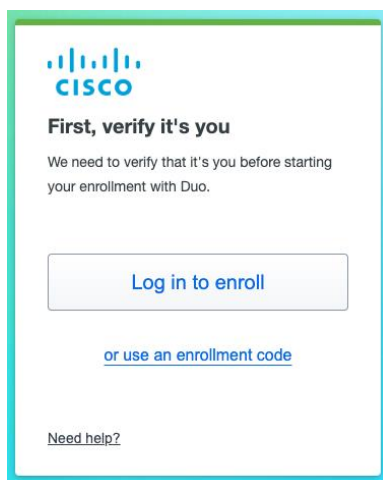 CISCO
First, verify it's you
We need to verify that it's you before starting
your enrollment with Duo.
Log in to enroll
or use an enrollment code
Need help?